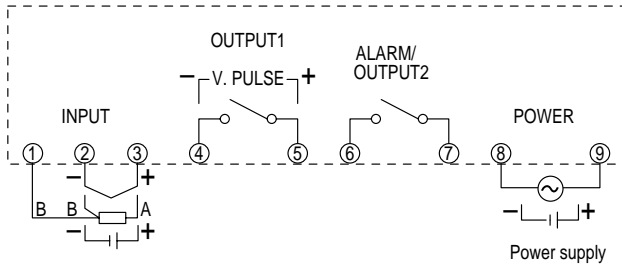 OUTPUT1
− V. PULSE +
ALARM/
OUTPUT2
INPUT
POWER
1 2 3 4 5 6 7 8 9
− +
B B A
− +
− +
Power supply